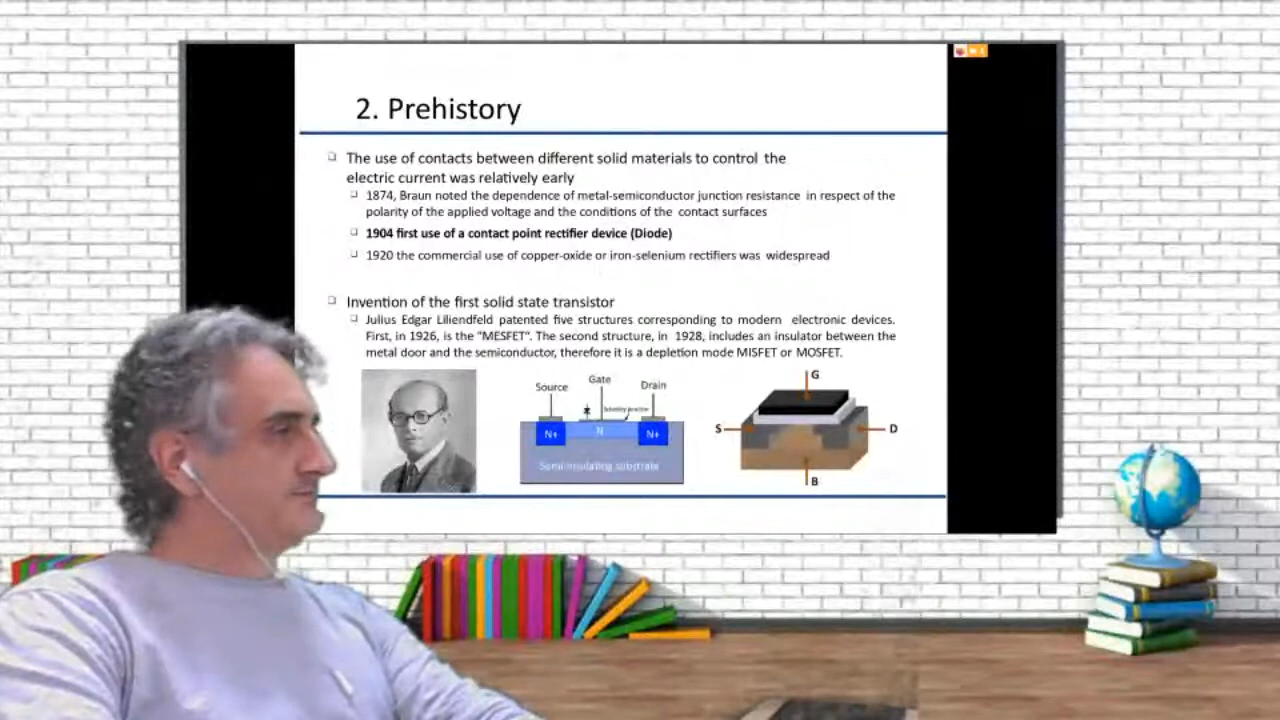 2. Prehistory
The use of contacts between different solid materials to control the
electric current was relatively early
1874, Braun noted the dependence of metal-semiconductor junction resistance in respect of the
polarity of the applied voltage and the conditions of the contact surfaces
1904 first use of a contact point rectifier device (Diode)
1920 the commercial use of copper-oxide or iron-selenium rectifiers was widespread
Invention of the first solid state transistor
Julius Edgar Liliendfeld patented five structures corresponding to modern electronic devices.
First, in 1926, is the "MESFET". The second structure, in 1928, includes an insulator between the
metal door and the semiconductor, therefore it is a depletion mode MISFET or MOSFET.
Source
Gate
Drain
N+
N
N+
Semi-insulating substrate
G
S
D
B